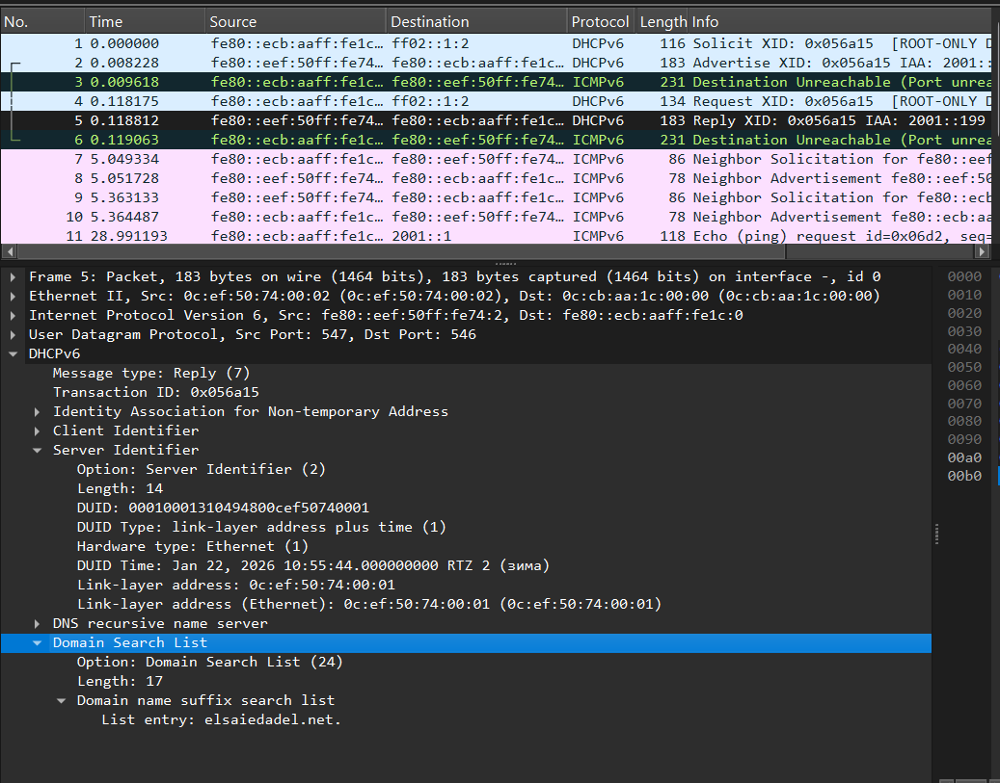 No. Time Source Destination Protocol Length Info
1 0.000000 fe80::ecb:aaff:fe1c… ff02::1:2 DHCPv6 116 Solicit XID: 0x056a15 [ROOT-ONLY D
2 0.008228 fe80::eef:50ff:fe74… fe80::ecb:aaff:fe1c… DHCPv6 183 Advertise XID: 0x056a15 IAA: 2001::
3 0.009618 fe80::ecb:aaff:fe1c… fe80::eef:50ff:fe74… ICMPv6 231 Destination Unreachable (Port unrea
4 0.118175 fe80::ecb:aaff:fe1c… ff02::1:2 DHCPv6 134 Request XID: 0x056a15 [ROOT-ONLY D
5 0.118812 fe80::eef:50ff:fe74… fe80::ecb:aaff:fe1c… DHCPv6 183 Reply XID: 0x056a15 IAA: 2001::199
6 0.119063 fe80::ecb:aaff:fe1c… fe80::eef:50ff:fe74… ICMPv6 231 Destination Unreachable (Port unrea
7 5.049334 fe80::ecb:aaff:fe1c… fe80::eef:50ff:fe74… ICMPv6 86 Neighbor Solicitation for fe80::eef
8 5.051728 fe80::eef:50ff:fe74… fe80::ecb:aaff:fe1c… ICMPv6 78 Neighbor Advertisement fe80::eef:50
9 5.363133 fe80::eef:50ff:fe74… fe80::ecb:aaff:fe1c… ICMPv6 86 Neighbor Solicitation for fe80::ecb
10 5.364487 fe80::ecb:aaff:fe1c… fe80::eef:50ff:fe74… ICMPv6 78 Neighbor Advertisement fe80::ecb:aa
11 28.991193 fe80::ecb:aaff:fe1c… 2001::1 ICMPv6 118 Echo (ping) request id=0x06d2, seq=
Frame 5: Packet, 183 bytes on wire (1464 bits), 183 bytes captured (1464 bits) on interface -, id 0
Ethernet II, Src: 0c:ef:50:74:00:02 (0c:ef:50:74:00:02), Dst: 0c:cb:aa:1c:00:00 (0c:cb:aa:1c:00:00)
Internet Protocol Version 6, Src: fe80::eef:50ff:fe74:2, Dst: fe80::ecb:aaff:fe1c:0
User Datagram Protocol, Src Port: 547, Dst Port: 546
DHCPv6
Message type: Reply (7)
Transaction ID: 0x056a15
Identity Association for Non-temporary Address
Client Identifier
Server Identifier
Option: Server Identifier (2)
Length: 14
DUID: 00010001310494800cef50740001
DUID Type: link-layer address plus time (1)
Hardware type: Ethernet (1)
DUID Time: Jan 22, 2026 10:55:44.000000000 RTZ 2 (зима)
Link-layer address: 0c:ef:50:74:00:01
Link-layer address (Ethernet): 0c:ef:50:74:00:01 (0c:ef:50:74:00:01)
DNS recursive name server
Domain Search List
Option: Domain Search List (24)
Length: 17
Domain name suffix search list
List entry: elsaiedadel.net.
0000
0010
0020
0030
0040
0050
0060
0070
0080
0090
00a0
00b0